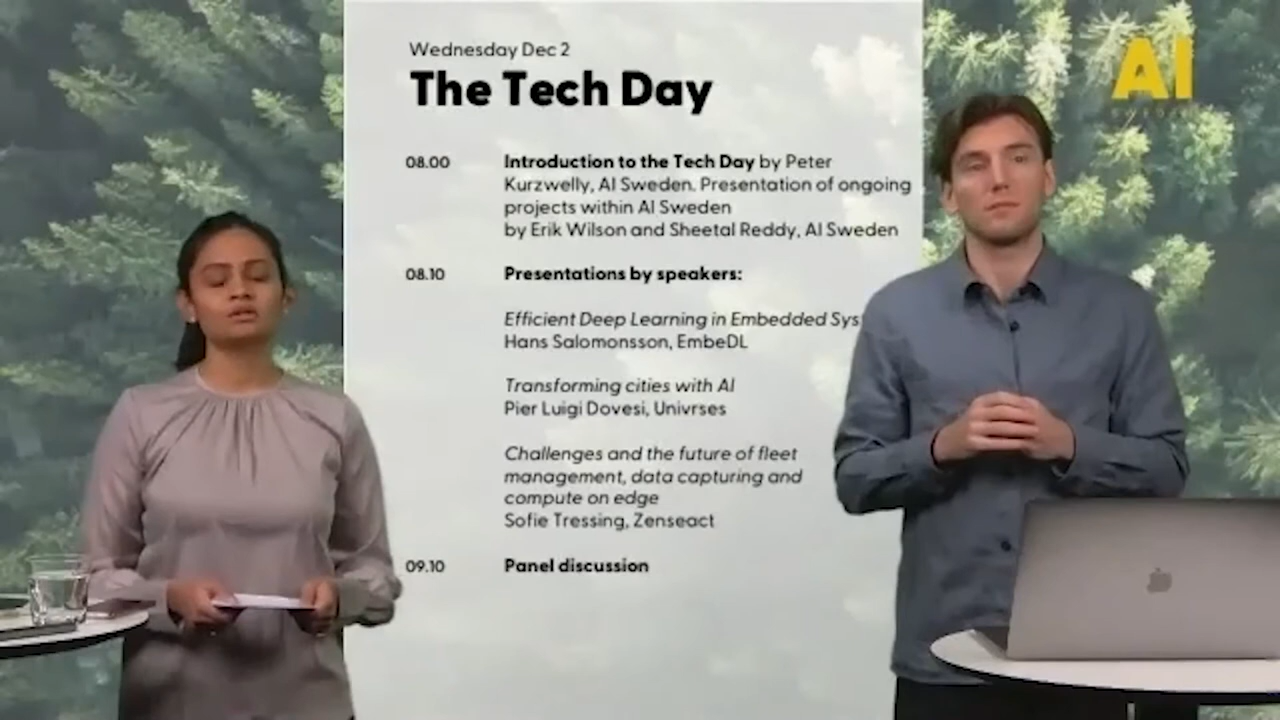 Wednesday Dec 2
The Tech Day
08.00 Introduction to the Tech Day by Peter
Kurzwelly, AI Sweden. Presentation of ongoing
projects within AI Sweden
by Erik Wilson and Sheetal Reddy, AI Sweden
08.10 Presentations by speakers:
Efficient Deep Learning in Embedded Sys
Hans Salomonsson, EmbeDL
Transforming cities with AI
Pier Luigi Dovesi, Univrses
Challenges and the future of fleet
management, data capturing and
compute on edge
Sofie Tressing, Zenseact
09.10 Panel discussion
AI